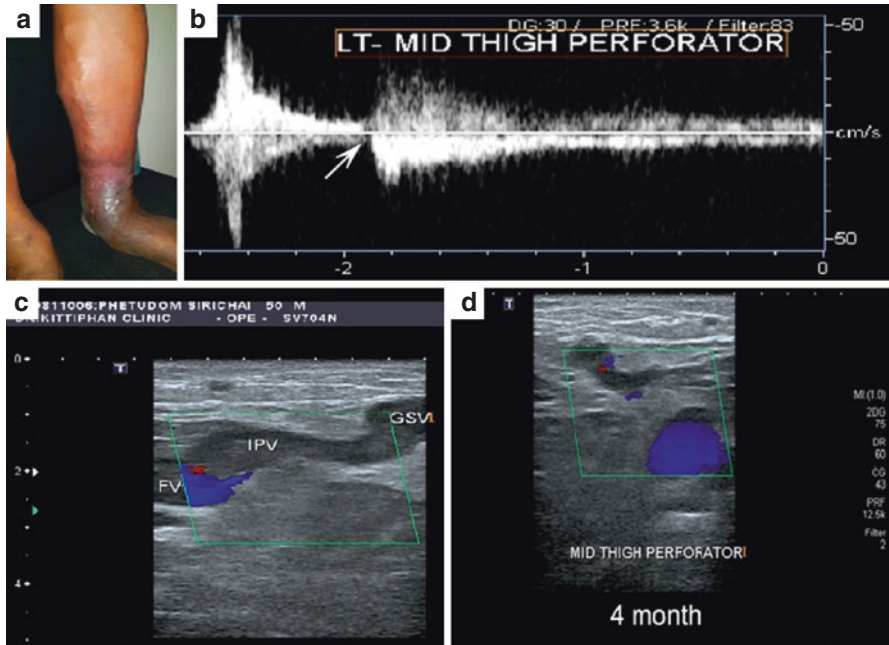 a
b
DG:30 / PRF:3.6k / Filter:83
LT- MID THIGH PERFORATOR
-50
cm/s
-50
-2
-1
0
c
0811006:PHETUDOM SIRICHAI 50 M
KITTIPHAN CLINIC - OPE - SV704N
0
T
GSV1
IPV
2
FV
4
d
T
MI:(1.0)
2DG
75
DR
60
CG
43
PRF
12.5k
Filter
2
MID THIGH PERFORATOR
4 month